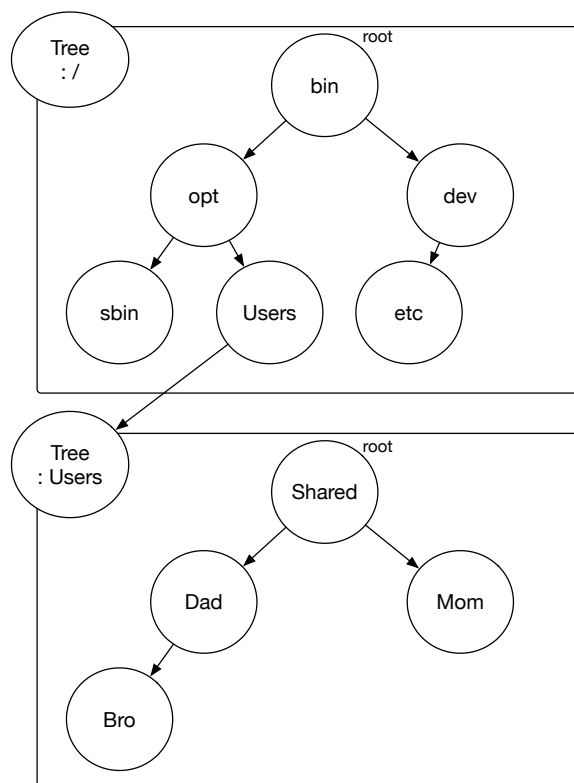 Tree
: /
root
bin
opt
dev
sbin
Users
etc
Tree
: Users
root
Shared
Dad
Mom
Bro